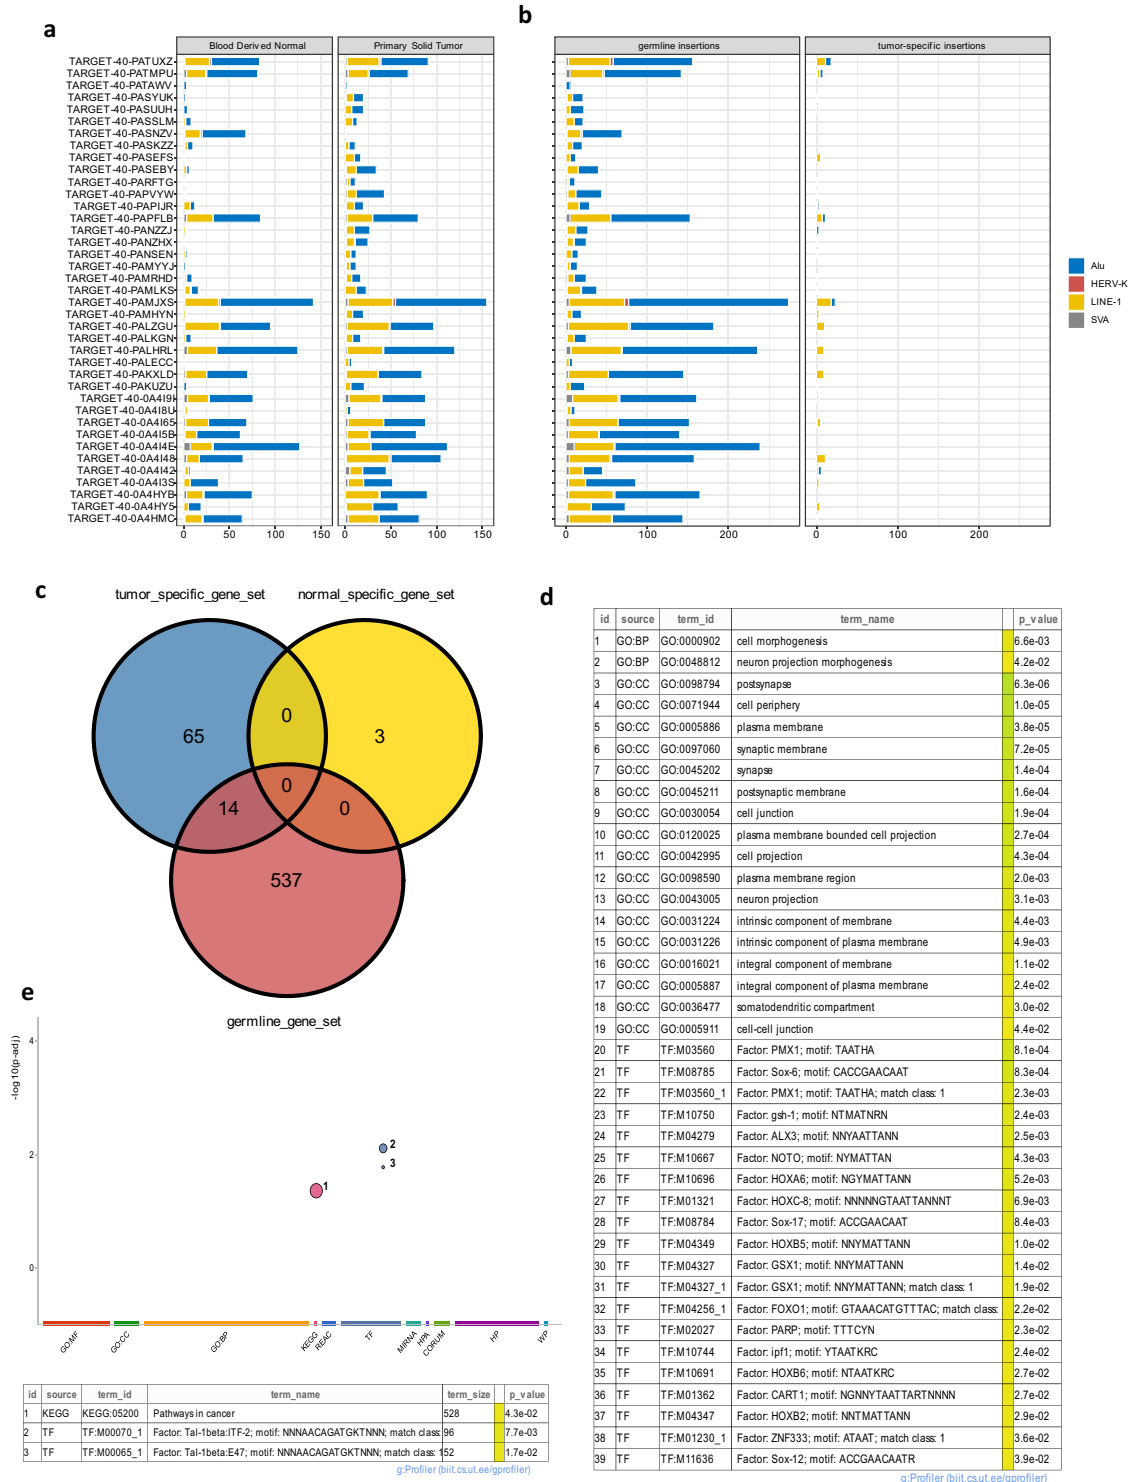 a
b
Blood Derived Normal
Primary Solid Tumor
germline insertions
tumor-specific insertions
TARGET-40-PATUXZ
TARGET-40-PATMPU
TARGET-40-PATAWV
TARGET-40-PASYUK
TARGET-40-PASUUH
TARGET-40-PASSLM
TARGET-40-PASNZV
TARGET-40-PASKZZ
TARGET-40-PASEFS
TARGET-40-PASEBY
TARGET-40-PARFTG
TARGET-40-PAPVYW
TARGET-40-PAPIJR
TARGET-40-PAPFLB
TARGET-40-PANZZJ
TARGET-40-PANZHX
TARGET-40-PANSEN
TARGET-40-PAMYYJ
TARGET-40-PAMRHD
TARGET-40-PAMLKS
TARGET-40-PAMJXS
TARGET-40-PAMHYN
TARGET-40-PALZGU
TARGET-40-PALKGN
TARGET-40-PALHRL
TARGET-40-PALECC
TARGET-40-PAKXLD
TARGET-40-PAKUZU
TARGET-40-0A4I9I
TARGET-40-0A4I8U
TARGET-40-0A4I65
TARGET-40-0A4I5B
TARGET-40-0A4I4E
TARGET-40-0A4I48
TARGET-40-0A4I42
TARGET-40-0A4I3S
TARGET-40-0A4HYB
TARGET-40-0A4HY5
TARGET-40-0A4HMC
0 50 100 150
0 50 100 150
0 100 200
0 100 200
Alu
HERV-K
LINE-1
SVA
c
tumor_specific_gene_set
normal_specific_gene_set
65
0
3
0
14
0
537
germline_gene_set
d
id source term_id term_name p_value
1 GO:BP GO:0000902 cell morphogenesis 6.6e-03
2 GO:BP GO:0048812 neuron projection morphogenesis 4.2e-02
3 GO:CC GO:0098794 postsynapse 6.3e-06
4 GO:CC GO:0071944 cell periphery 1.0e-05
5 GO:CC GO:0005886 plasma membrane 3.8e-05
6 GO:CC GO:0097060 synaptic membrane 7.2e-05
7 GO:CC GO:0045202 synapse 1.4e-04
8 GO:CC GO:0045211 postsynaptic membrane 1.6e-04
9 GO:CC GO:0030054 cell junction 1.9e-04
10 GO:CC GO:0120025 plasma membrane bounded cell projection 2.7e-04
11 GO:CC GO:0042995 cell projection 4.3e-04
12 GO:CC GO:0098590 plasma membrane region 2.0e-03
13 GO:CC GO:0043005 neuron projection 3.1e-03
14 GO:CC GO:0031224 intrinsic component of membrane 4.4e-03
15 GO:CC GO:0031226 intrinsic component of plasma membrane 4.9e-03
16 GO:CC GO:0016021 integral component of membrane 1.1e-02
17 GO:CC GO:0005887 integral component of plasma membrane 2.4e-02
18 GO:CC GO:0036477 somatodendritic compartment 3.0e-02
19 GO:CC GO:0005911 cell-cell junction 4.4e-02
20 TF TF:M03560 Factor: PMX1; motif: TAATHA 8.1e-04
21 TF TF:M08785 Factor: Sox-6; motif: CACCGAACAAT 8.3e-04
22 TF TF:M03560_1 Factor: PMX1; motif: TAATHA; match class: 1 2.3e-03
23 TF TF:M10750 Factor: gsh-1; motif: NTMATNRN 2.4e-03
24 TF TF:M04279 Factor: ALX3; motif: NNYAATTANN 2.5e-03
25 TF TF:M10667 Factor: NOTO; motif: NYMATTAN 4.3e-03
26 TF TF:M10696 Factor: HOXA6; motif: NGYMATTANN 5.2e-03
27 TF TF:M01321 Factor: HOXC-8; motif: NNNNNGTAATTANNNT 6.9e-03
28 TF TF:M08784 Factor: Sox-17; motif: ACCGAACAAT 8.4e-03
29 TF TF:M04349 Factor: HOXB5; motif: NNYMATTANN 1.0e-02
30 TF TF:M04327 Factor: GSX1; motif: NNYMATTANN 1.4e-02
31 TF TF:M04327_1 Factor: GSX1; motif: NNYMATTANN; match class: 1 1.9e-02
32 TF TF:M04256_1 Factor: FOXO1; motif: GTAAACATGTTTAC; match class: 2.2e-02
33 TF TF:M02027 Factor: PARP; motif: TTTCYN 2.3e-02
34 TF TF:M10744 Factor: ipf1; motif: YTAATKRC 2.4e-02
35 TF TF:M10691 Factor: HOXB6; motif: NTAATKRC 2.7e-02
36 TF TF:M01362 Factor: CART1; motif: NGNNYTAATTARTNNNN 2.7e-02
37 TF TF:M04347 Factor: HOXB2; motif: NNTMATTANN 2.9e-02
38 TF TF:M01230_1 Factor: ZNF333; motif: ATAAT; match class: 1 3.6e-02
39 TF TF:M11636 Factor: Sox-12; motif: ACCGAACAATR 3.9e-02
g:Profiler (biit.cs.ut.ee/gprofiler)
e
-log10(p-adj)
4
2
0
1
2
3
GO:MF GO:CC GO:BP KEGG REAC TF MIRNA HPA CORUM HP WP
id source term_id term_name term_size p_value
1 KEGG KEGG:05200 Pathways in cancer 528 4.3e-02
2 TF TF:M00070_1 Factor: Tal-1beta:ITF-2; motif: NNNAACAGATGKTNNN; match class: 96 7.7e-03
3 TF TF:M00065_1 Factor: Tal-1beta:E47; motif: NNNAACAGATGKTNNN; match class: 152 1.7e-02
g:Profiler (biit.cs.ut.ee/gprofiler)